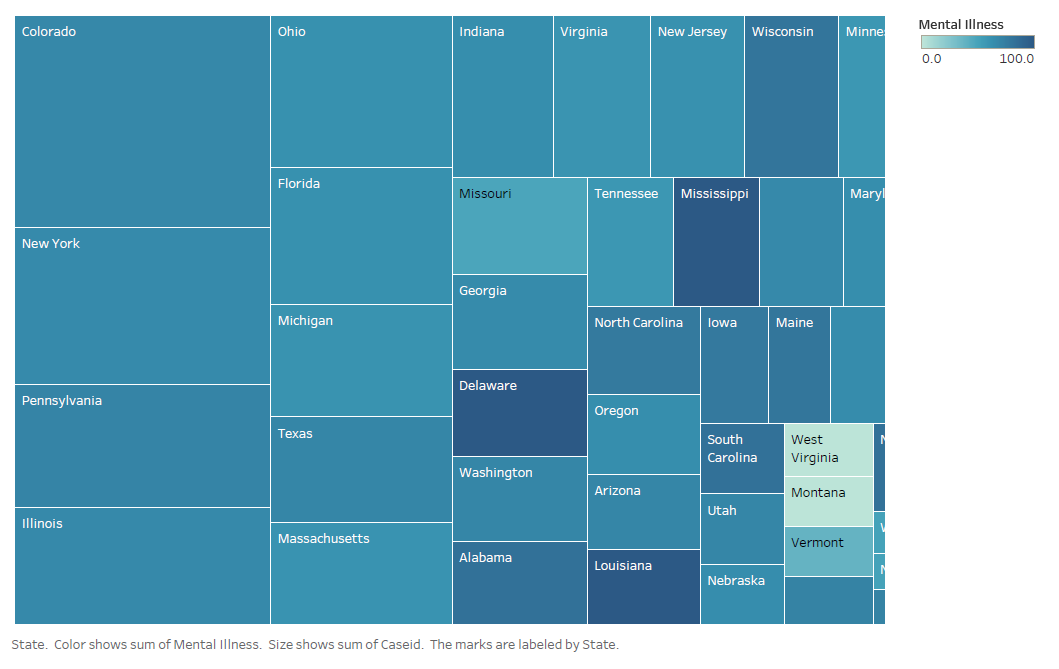 Colorado
Ohio
Indiana
Virginia
New Jersey
Wisconsin
Minne
Mental Illness
0.0
100.0
Florida
Missouri
Tennessee
Mississippi
Maryl
New York
Georgia
Michigan
North Carolina
Iowa
Maine
Delaware
Pennsylvania
Oregon
Texas
South
Carolina
West
Virginia
N
Washington
Arizona
Montana
Illinois
Utah
Massachusetts
Vermont
Alabama
Louisiana
Nebraska
N
State.  Color shows sum of Mental Illness.  Size shows sum of Caseid.  The marks are labeled by State.